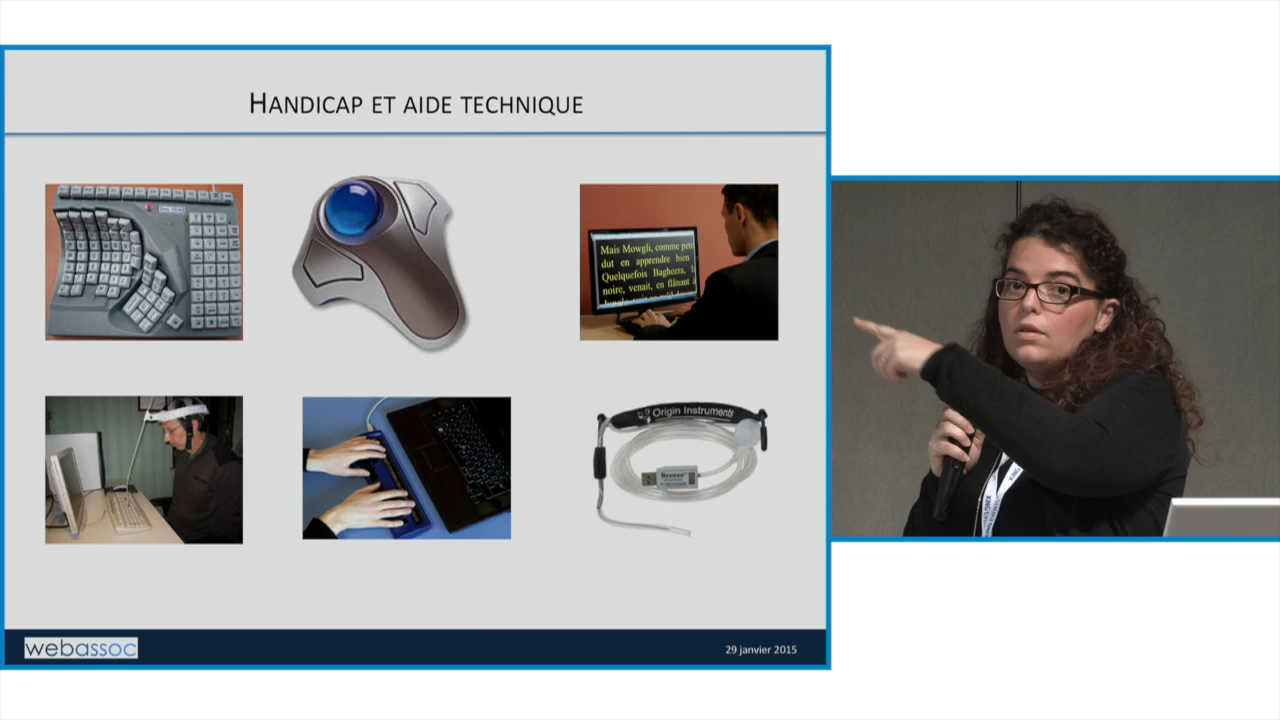 HANDICAP ET AIDE TECHNIQUE
Mais Mowgli, comme peti
dut en apprendre bien
Quelquefois Bagheera, l
noire, venait, en flânant
Origin Instruments
Breeze
webassoc
29 janvier 2015